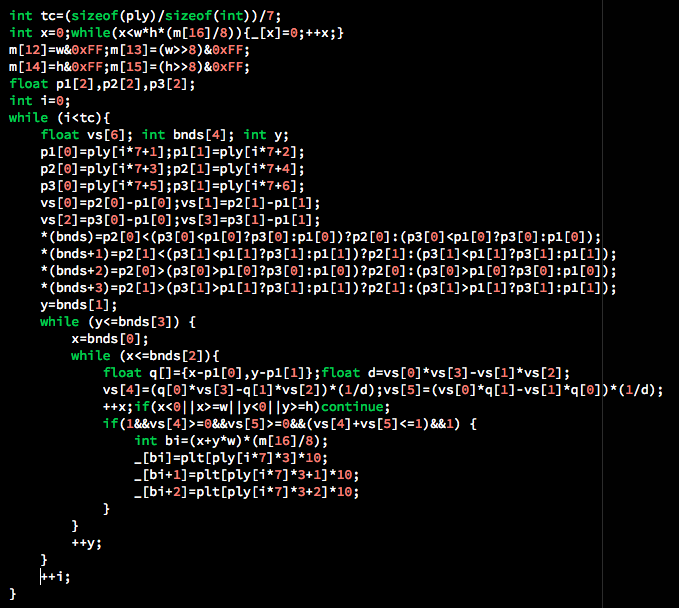 int tc=(sizeof(ply)/sizeof(int))/7;
int x=0;while(x<w*h*(m[16]/8)){_[x]=0;++x;}
m[12]=w&0xFF;m[13]=(w>>8)&0xFF;
m[14]=h&0xFF;m[15]=(h>>8)&0xFF;
float p1[2],p2[2],p3[2];
int i=0;
while (i<tc){
    float vs[6]; int bnds[4]; int y;
    p1[0]=ply[i*7+1];p1[1]=ply[i*7+2];
    p2[0]=ply[i*7+3];p2[1]=ply[i*7+4];
    p3[0]=ply[i*7+5];p3[1]=ply[i*7+6];
    vs[0]=p2[0]-p1[0];vs[1]=p2[1]-p1[1];
    vs[2]=p3[0]-p1[0];vs[3]=p3[1]-p1[1];
    *(bnds)=p2[0]<(p3[0]<p1[0]?p3[0]:p1[0])?p2[0]:(p3[0]<p1[0]?p3[0]:p1[0]);
    *(bnds+1)=p2[1]<(p3[1]<p1[1]?p3[1]:p1[1])?p2[1]:(p3[1]<p1[1]?p3[1]:p1[1]);
    *(bnds+2)=p2[0]>(p3[0]>p1[0]?p3[0]:p1[0])?p2[0]:(p3[0]>p1[0]?p3[0]:p1[0]);
    *(bnds+3)=p2[1]>(p3[1]>p1[1]?p3[1]:p1[1])?p2[1]:(p3[1]>p1[1]?p3[1]:p1[1]);
    y=bnds[1];
    while (y<=bnds[3]) {
        x=bnds[0];
        while (x<=bnds[2]){
            float q[]={x-p1[0],y-p1[1]};float d=vs[0]*vs[3]-vs[1]*vs[2];
            vs[4]=(q[0]*vs[3]-q[1]*vs[2])*(1/d);vs[5]=(vs[0]*q[1]-vs[1]*q[0])*(1/d);
            ++x;if(x<0||x>=w||y<0||y>=h)continue;
            if(1&&vs[4]>=0&&vs[5]>=0&&(vs[4]+vs[5]<=1)&&1) {
                int bi=(x+y*w)*(m[16]/8);
                _[bi]=plt[ply[i*7]*3]*10;
                _[bi+1]=plt[ply[i*7]*3+1]*10;
                _[bi+2]=plt[ply[i*7]*3+2]*10;
            }
        }
        ++y;
    }
    ++i;
}